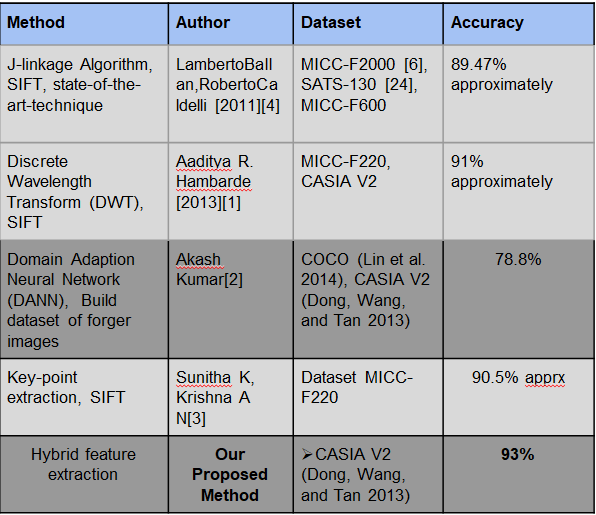 Method Author Dataset Accuracy
J-linkage Algorithm,
SIFT, state-of-the-
art-technique
LambertoBall
an,RobertoCa
ldelli [2011][4]
MICC-F2000 [6],
SATS-130 [24],
MICC-F600
89.47%
approximately
Discrete
Wavelength
Transform (DWT),
SIFT
Aaditya R.
Hambarde
[2013][1]
MICC-F220,
CASIA V2
91%
approximately
Domain Adaption
Neural Network
(DANN), Build
dataset of forger
images
Akash
Kumar[2]
COCO (Lin et al.
2014), CASIA V2
(Dong, Wang,
and Tan 2013)
78.8%
Key-point
extraction, SIFT
Sunitha K,
Krishna A
N[3]
Dataset MICC-
F220
90.5% apprx
Hybrid feature
extraction
Our
Proposed
Method
➢CASIA V2
(Dong, Wang,
and Tan 2013)
93%